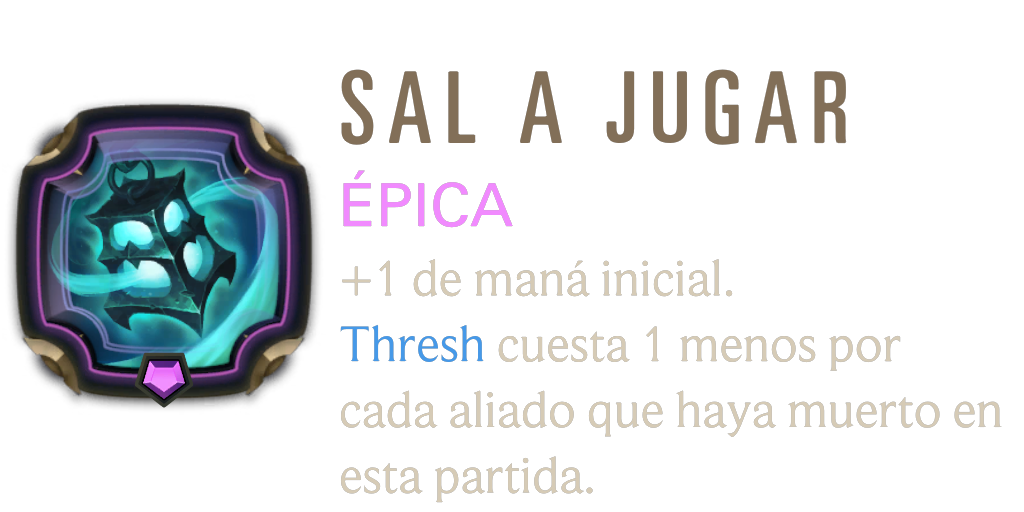 SAL A JUGAR
ÉPICA
+1 de maná inicial.
Thresh cuesta 1 menos por
cada aliado que haya muerto en
esta partida.